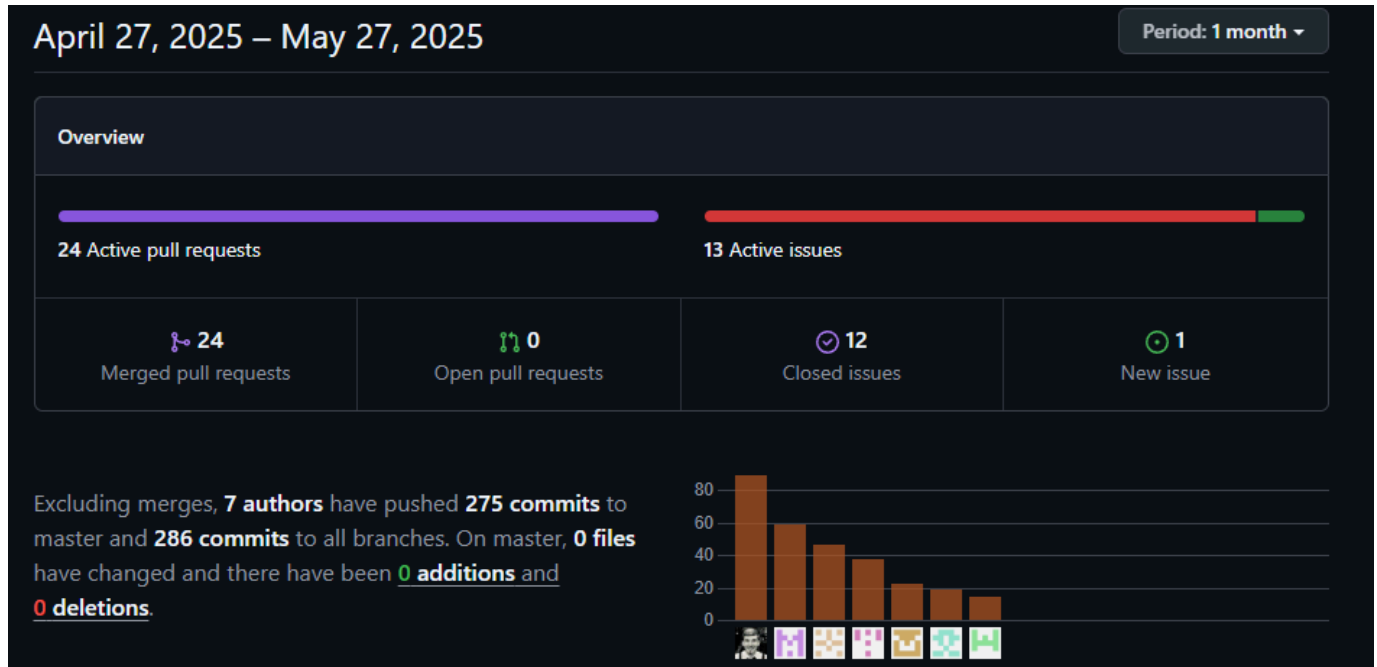 April 27, 2025 – May 27, 2025
Period: 1 month
Overview
24 Active pull requests
13 Active issues
24
Merged pull requests
0
Open pull requests
12
Closed issues
1
New issue
Excluding merges, 7 authors have pushed 275 commits to
master and 286 commits to all branches. On master, 0 files
have changed and there have been 0 additions and
0 deletions.
80
60
40
20
0